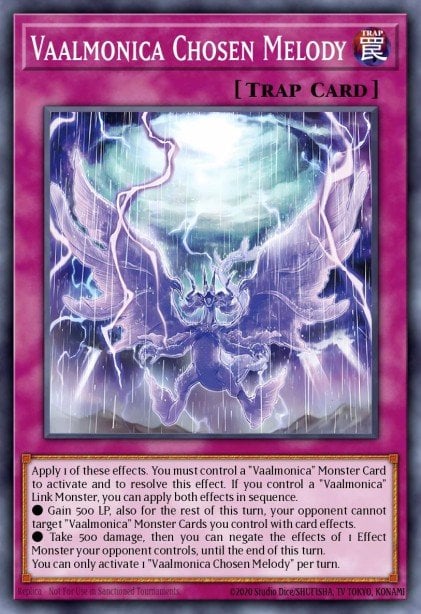 VAALMONICA CHOSEN MELODY
TRAP
罠
[TRAP CARD]
Apply 1 of these effects. You must control a "Vaalmonica" Monster Card
to activate and to resolve this effect. If you control a "Vaalmonica"
Link Monster, you can apply both effects in sequence.
● Gain 500 LP, also for the rest of this turn, your opponent cannot
target "Vaalmonica" Monster Cards you control with card effects.
● Take 500 damage, then you can negate the effects of 1 Effect
Monster your opponent controls, until the end of this turn.
You can only activate 1 "Vaalmonica Chosen Melody" per turn.
Replica - Not For Use in Sanctioned Tournaments
©2020 Studio Dice/SHUEISHA, TV TOKYO, KONAMI